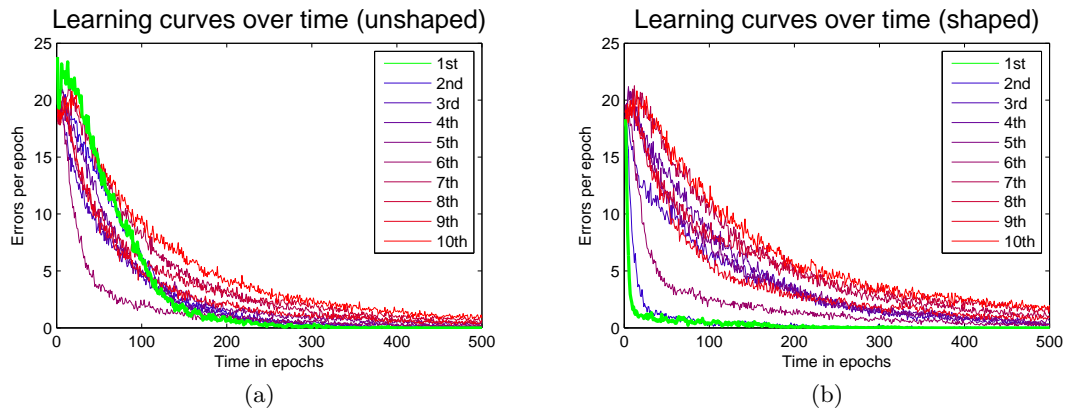 Learning curves over time (unshaped)
25
20
15
10
5
0
0 100 200 300 400 500
Errors per epoch
Time in epochs
1st
2nd
3rd
4th
5th
6th
7th
8th
9th
10th
(a)
Learning curves over time (shaped)
25
20
15
10
5
0
0 100 200 300 400 500
Errors per epoch
Time in epochs
1st
2nd
3rd
4th
5th
6th
7th
8th
9th
10th
(b)